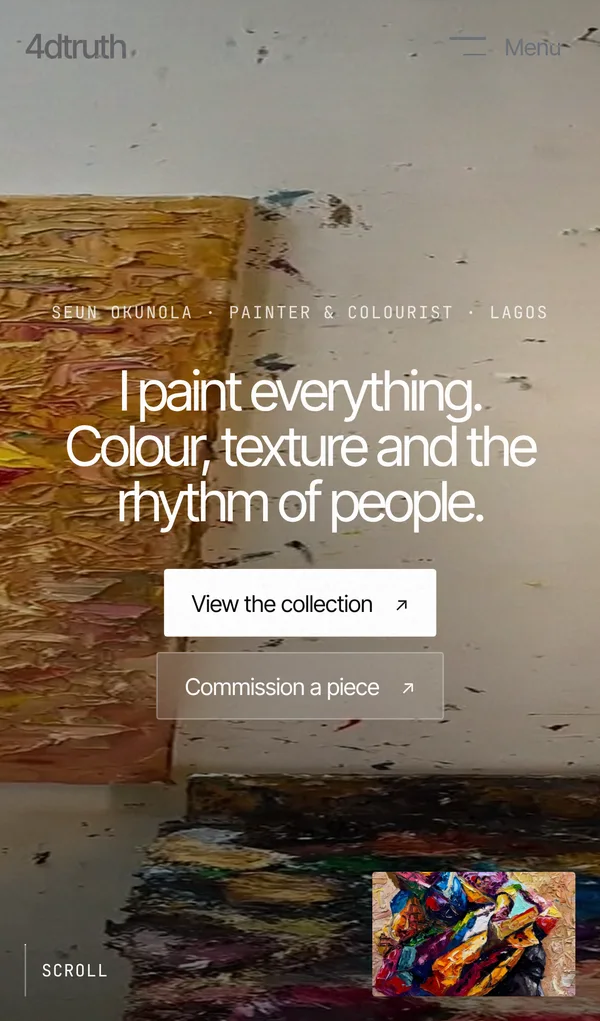 4dtruth
Menu
SEUN OKUNOLA · PAINTER & COLOURIST · LAGOS
I paint everything.
Colour, texture and the
rhythm of people.
View the collection ↗
Commission a piece ↗
SCROLL